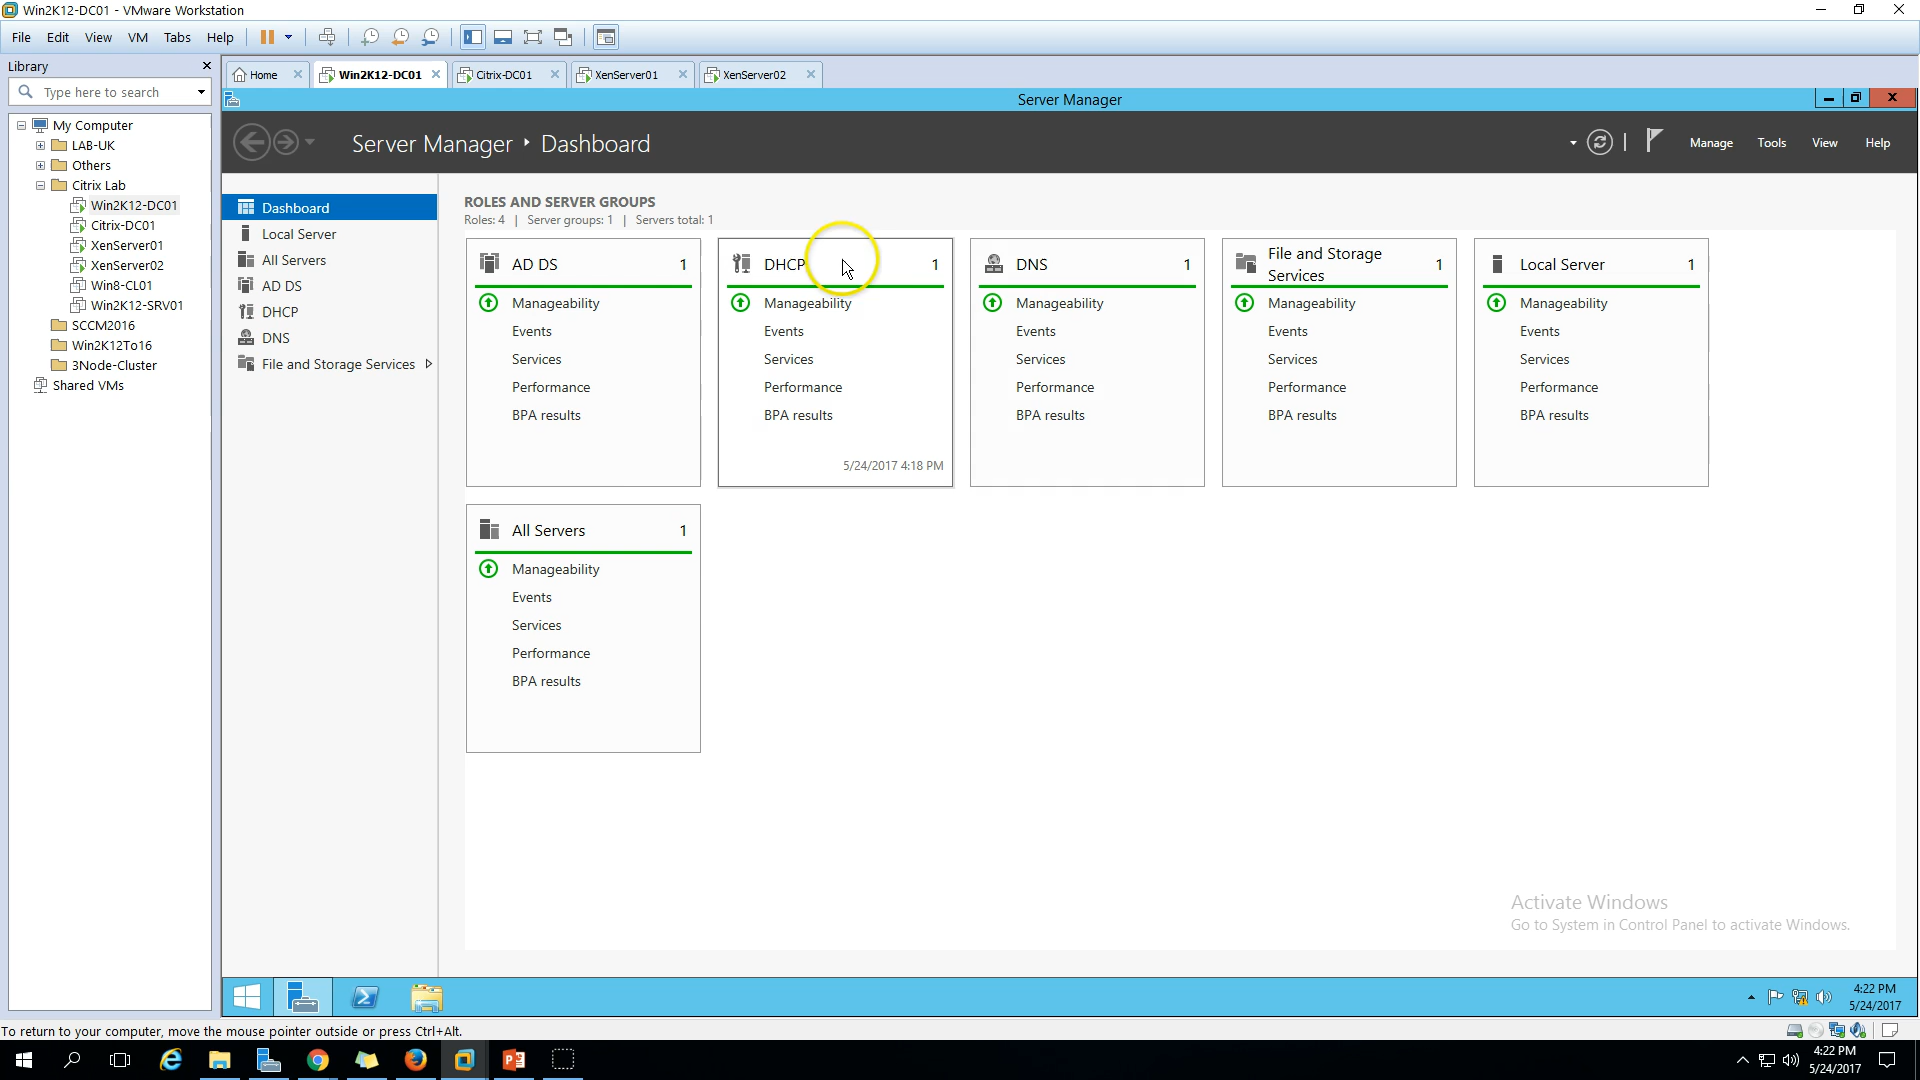 Win2K12-DC01 - VMware Workstation
File Edit View VM Tabs Help
Library
Type here to search
My Computer
LAB-UK
Others
Citrix Lab
Win2K12-DC01
Citrix-DC01
XenServer01
XenServer02
Win8-CL01
Win2K12-SRV01
SCCM2016
Win2K12To16
3Node-Cluster
Shared VMs
Home Win2K12-DC01 Citrix-DC01 XenServer01 XenServer02
Server Manager
Server Manager Dashboard
Manage Tools View Help
Dashboard
Local Server
All Servers
AD DS
DHCP
DNS
File and Storage Services
ROLES AND SERVER GROUPS
Roles: 4 | Server groups: 1 | Servers total: 1
AD DS 1
Manageability
Events
Services
Performance
BPA results
DHCP 1
Manageability
Events
Services
Performance
BPA results
5/24/2017 4:18 PM
DNS 1
Manageability
Events
Services
Performance
BPA results
File and Storage
Services 1
Manageability
Events
Services
Performance
BPA results
Local Server 1
Manageability
Events
Services
Performance
BPA results
All Servers 1
Manageability
Events
Services
Performance
BPA results
Activate Windows
Go to System in Control Panel to activate Windows.
4:22 PM
5/24/2017
To return to your computer, move the mouse pointer outside or press Ctrl+Alt.
4:22 PM
5/24/2017